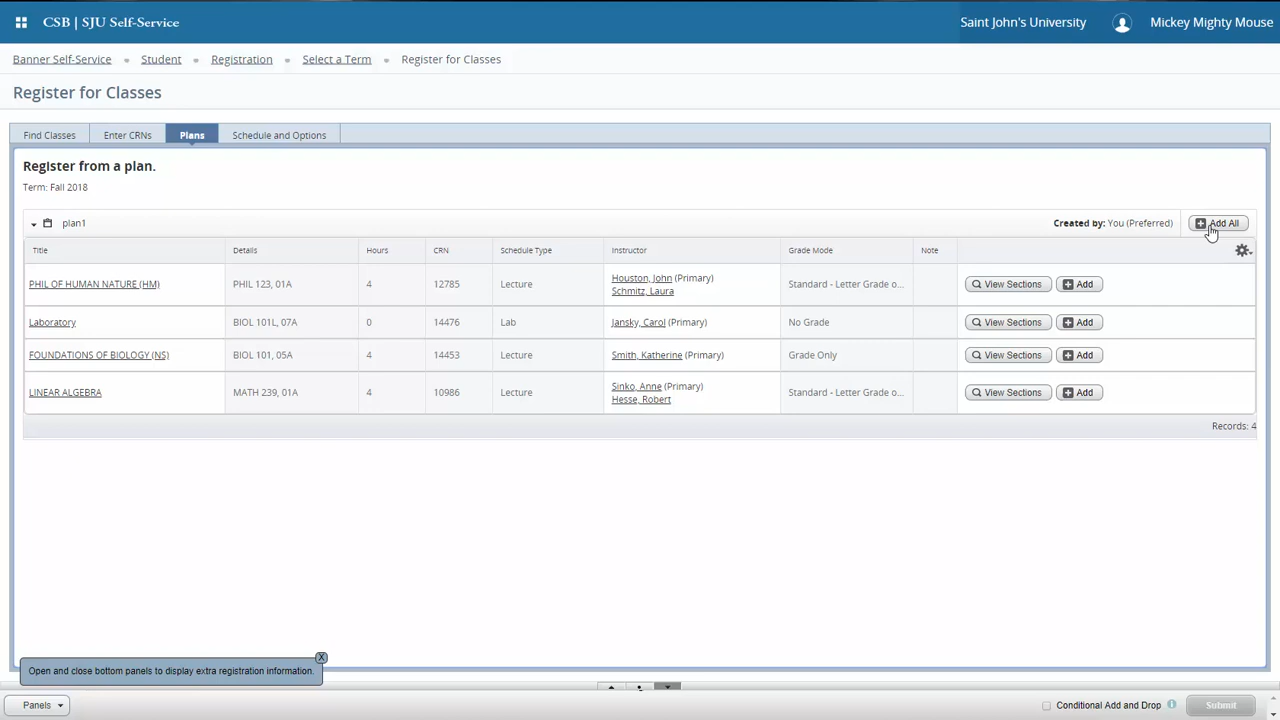 CSB | SJU Self-Service Saint John's University Mickey Mighty Mouse
Banner Self-Service • Student • Registration • Select a Term • Register for Classes
Register for Classes
Find Classes Enter CRNs Plans Schedule and Options
Register from a plan.
Term: Fall 2018
plan1 Created by: You (Preferred) Add All
Title Details Hours CRN Schedule Type Instructor Grade Mode Note
PHIL OF HUMAN NATURE (HM) PHIL 123, 01A 4 12785 Lecture Houston, John (Primary) Standard - Letter Grade o... View Sections Add
Schmitz, Laura
Laboratory BIOL 101L, 07A 0 14476 Lab Jansky, Carol (Primary) No Grade View Sections Add
FOUNDATIONS OF BIOLOGY (NS) BIOL 101, 05A 4 14453 Lecture Smith, Katherine (Primary) Grade Only View Sections Add
LINEAR ALGEBRA MATH 239, 01A 4 10986 Lecture Sinko, Anne (Primary) Standard - Letter Grade o... View Sections Add
Hesse, Robert
Records: 4
X
Open and close bottom panels to display extra registration information.
Panels Conditional Add and Drop Submit